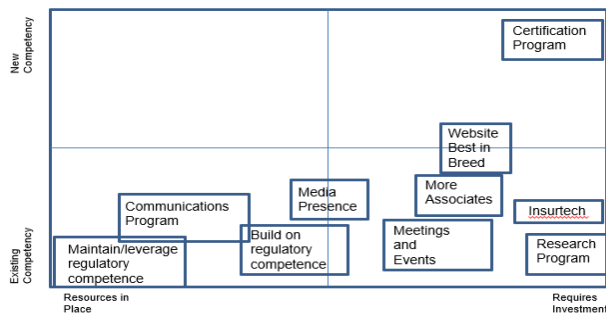 New
Competency
Certification
Program
Website
Best in
Breed
Media
Presence
More
Associates
Communications
Program
Insurtech
Build on
regulatory
competence
Meetings
and
Events
Research
Program
Maintain/leverage
regulatory
competence
Existing
Competency
Resources in
Place
Requires
Investment